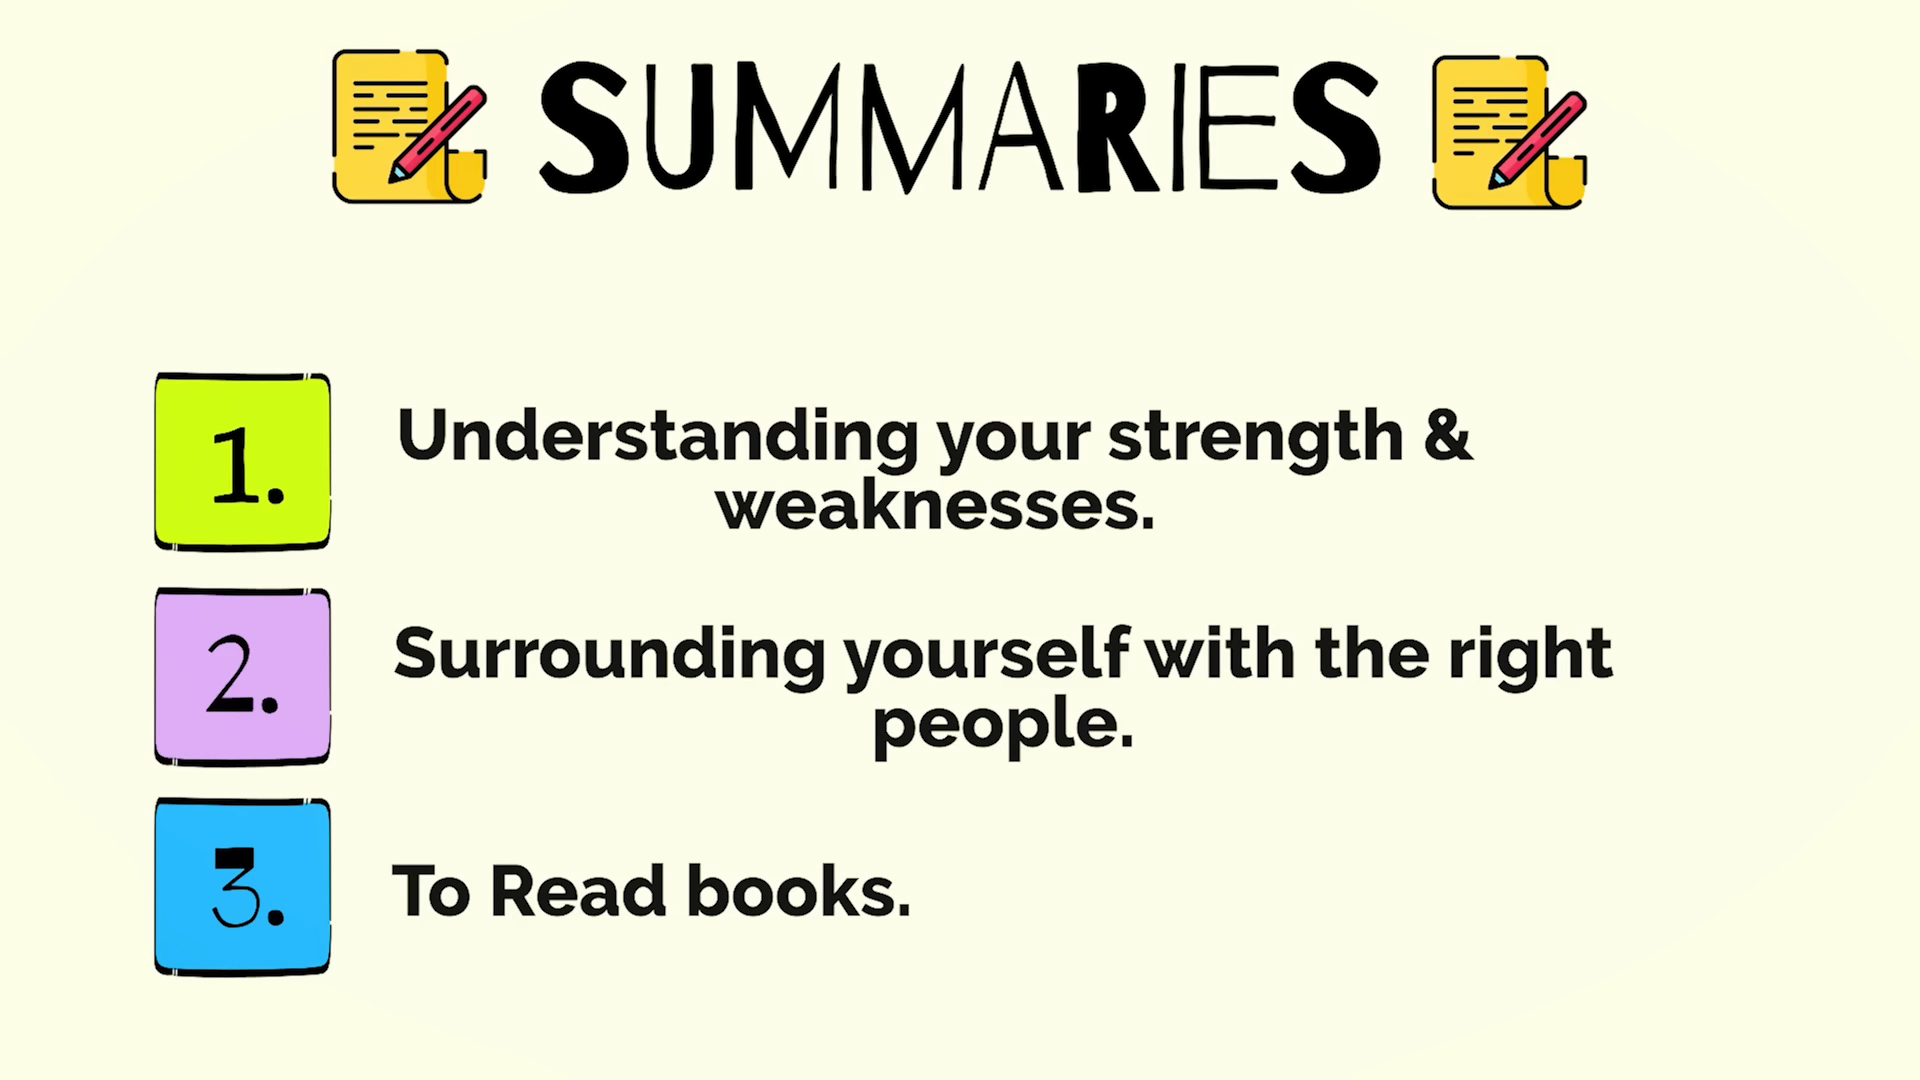 SUMMARIES
1.
Understanding your strength &
weaknesses.
2.
Surrounding yourself with the right
people.
3.
To Read books.